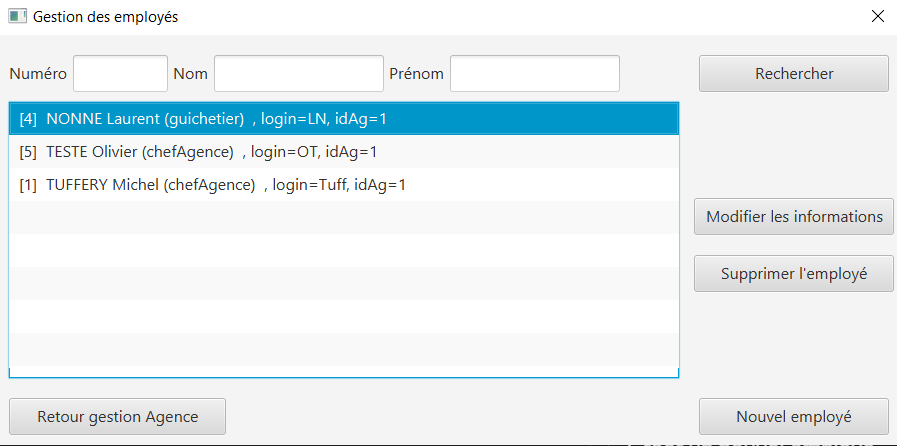 Gestion des employés
Numéro Nom Prénom Rechercher
[4] NONNE Laurent (guichetier) , login=LN, idAg=1
[5] TESTE Olivier (chefAgence) , login=OT, idAg=1
[1] TUFFERY Michel (chefAgence) , login=Tuff, idAg=1
Modifier les informations
Supprimer l'employé
Retour gestion Agence Nouvel employé